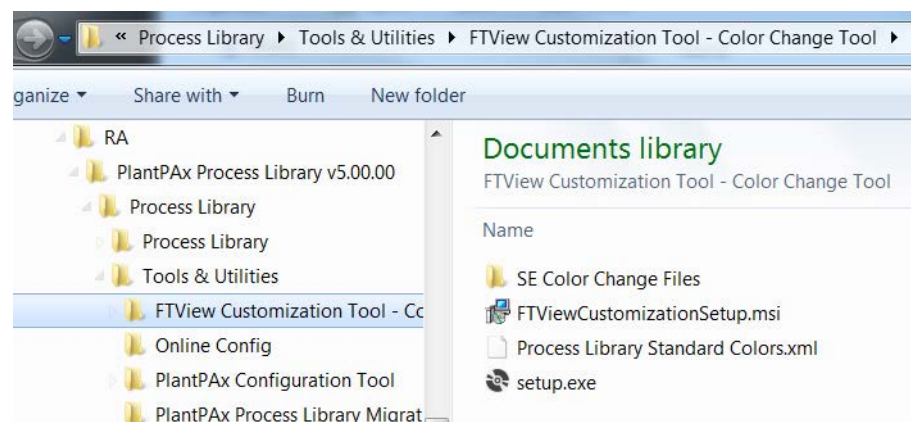 « Process Library ▸ Tools & Utilities ▸ FTView Customization Tool - Color Change Tool ▸
ganize ▾ Share with ▾ Burn New folder
RA
PlantPAx Process Library v5.00.00
Process Library
Process Library
Tools & Utilities
FTView Customization Tool - Cc
Online Config
PlantPAx Configuration Tool
PlantPAx Process Library Migrat
Documents library
FTView Customization Tool - Color Change Tool
Name
SE Color Change Files
FTViewCustomizationSetup.msi
Process Library Standard Colors.xml
setup.exe